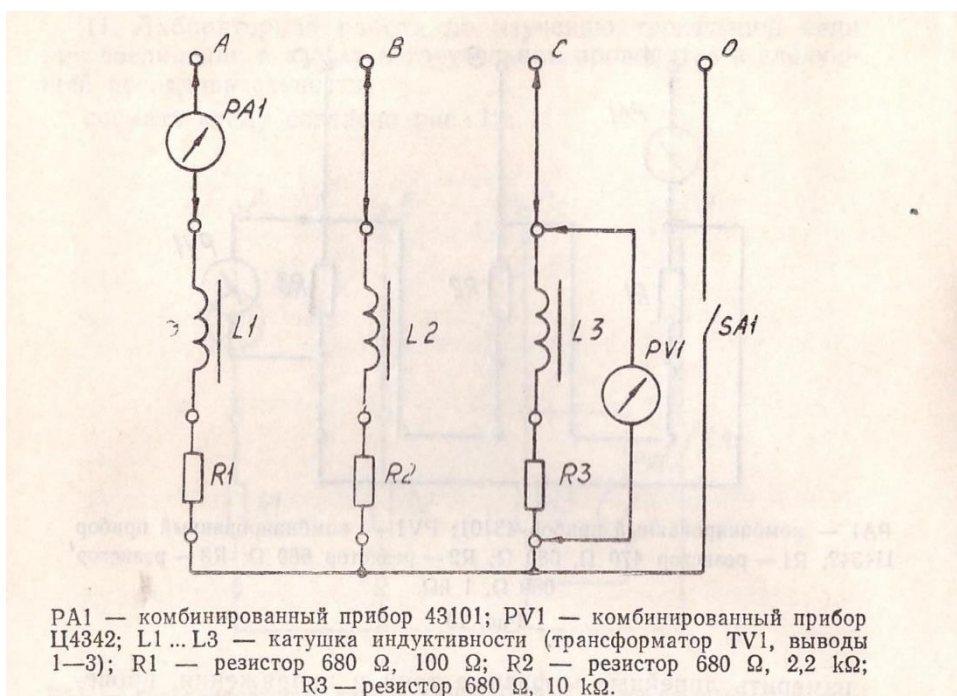 A B C O
PA1
L1 L2 L3 SA1
PV1
R1 R2 R3
PA1 — комбинированный прибор 43101; PV1 — комбинированный прибор
Ц4342; L1 ... L3 — катушка индуктивности (трансформатор TV1, выводы
1—3); R1 — резистор 680 Ω, 100 Ω; R2 — резистор 680 Ω, 2,2 kΩ;
R3 — резистор 680 Ω, 10 kΩ.